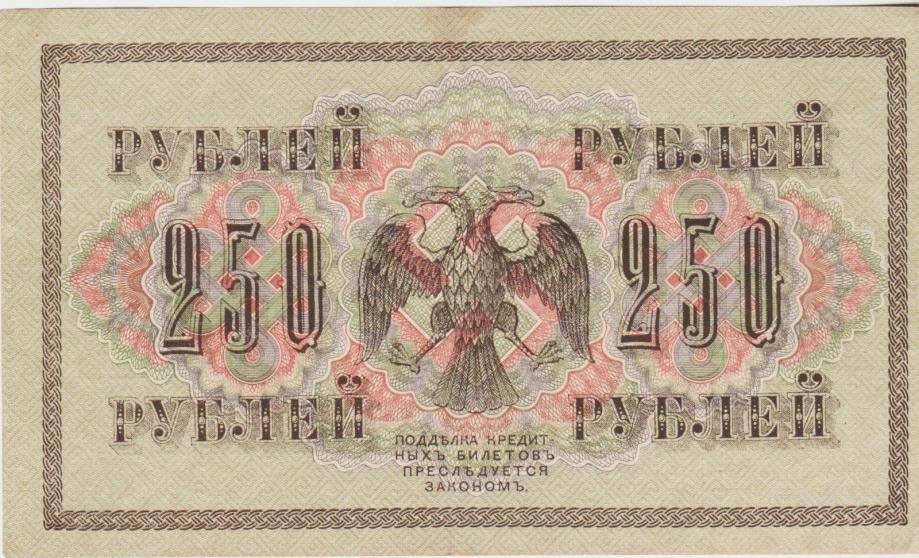 РУБЛЕЙ РУБЛЕЙ
250 250
РУБЛЕЙ РУБЛЕЙ
ПОДДѢЛКА КРЕДИТ-
НЫХЪ БИЛЕТОВЪ
ПРЕСЛѢДУЕТСЯ
ЗАКОНОМЪ.